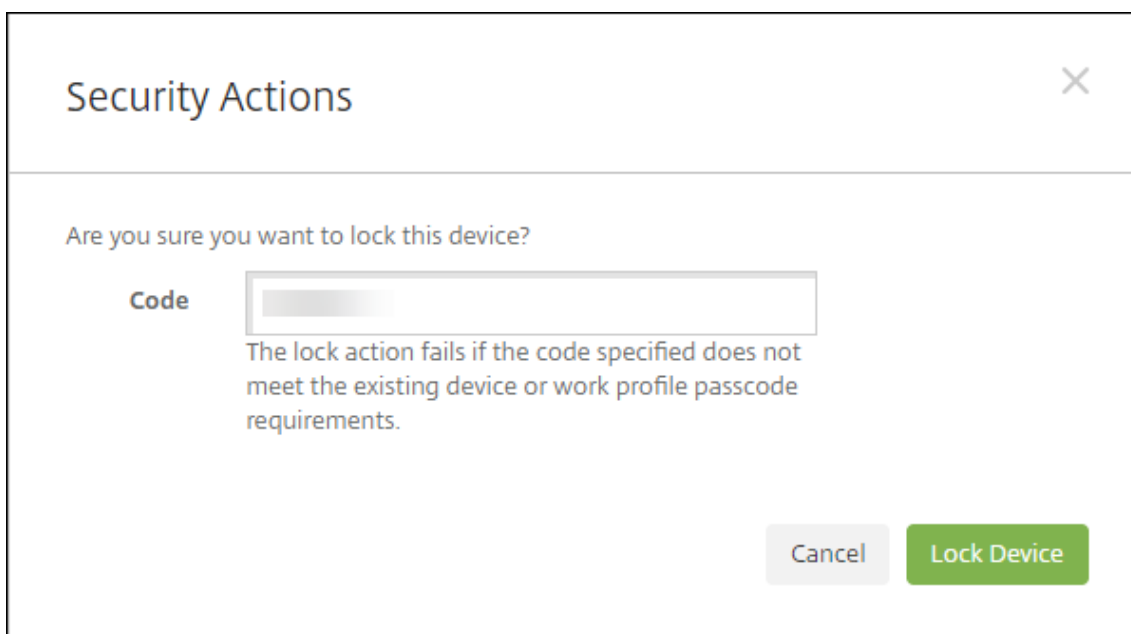 Security Actions
Are you sure you want to lock this device?
Code
The lock action fails if the code specified does not
meet the existing device or work profile passcode
requirements.
Cancel
Lock Device